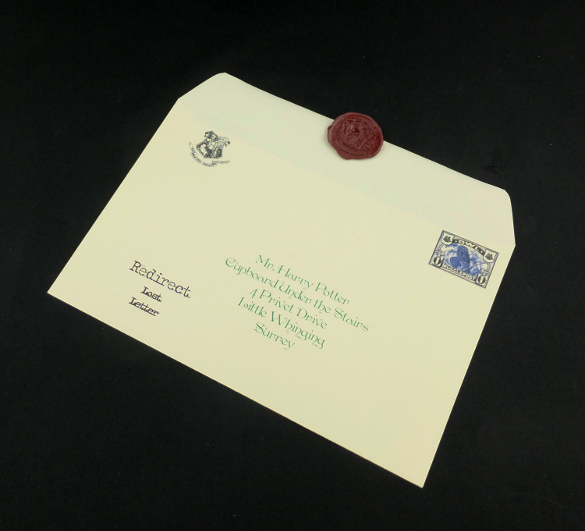 Mr. Harry Potter
Cupboard Under the Stairs
4 Privet Drive
Little Whinging
Surrey
Redirect
Lost
Letter